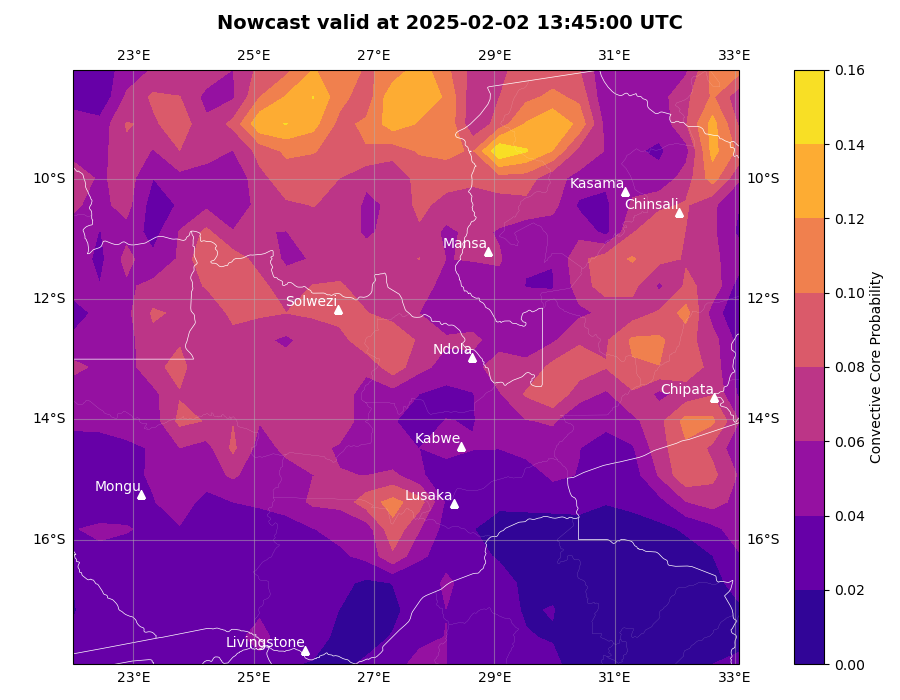 Nowcast valid at 2025-02-02 13:45:00 UTC
23°E 25°E 27°E 29°E 31°E 33°E
0.16
0.14
0.12
0.10
0.08
0.06
0.04
0.02
0.00
Convective Core Probability
10°S 10°S
12°S 12°S
14°S 14°S
16°S 16°S
Kasama
Chinsali
Mansa
Solwezi
Ndola
Chipata
Kabwe
Mongu
Lusaka
Livingstone
23°E 25°E 27°E 29°E 31°E 33°E